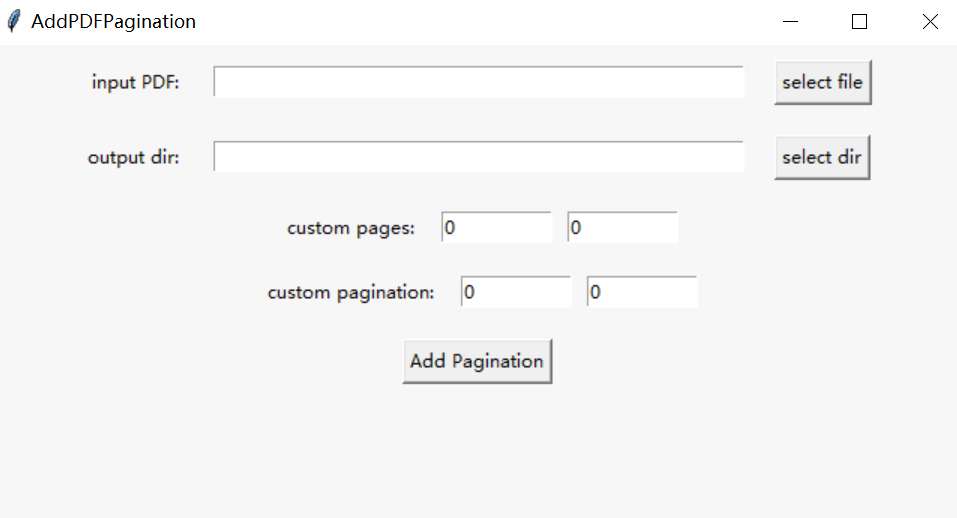 AddPDFPagination
input PDF: select file
output dir: select dir
custom pages: 0 0
custom pagination: 0 0
Add Pagination